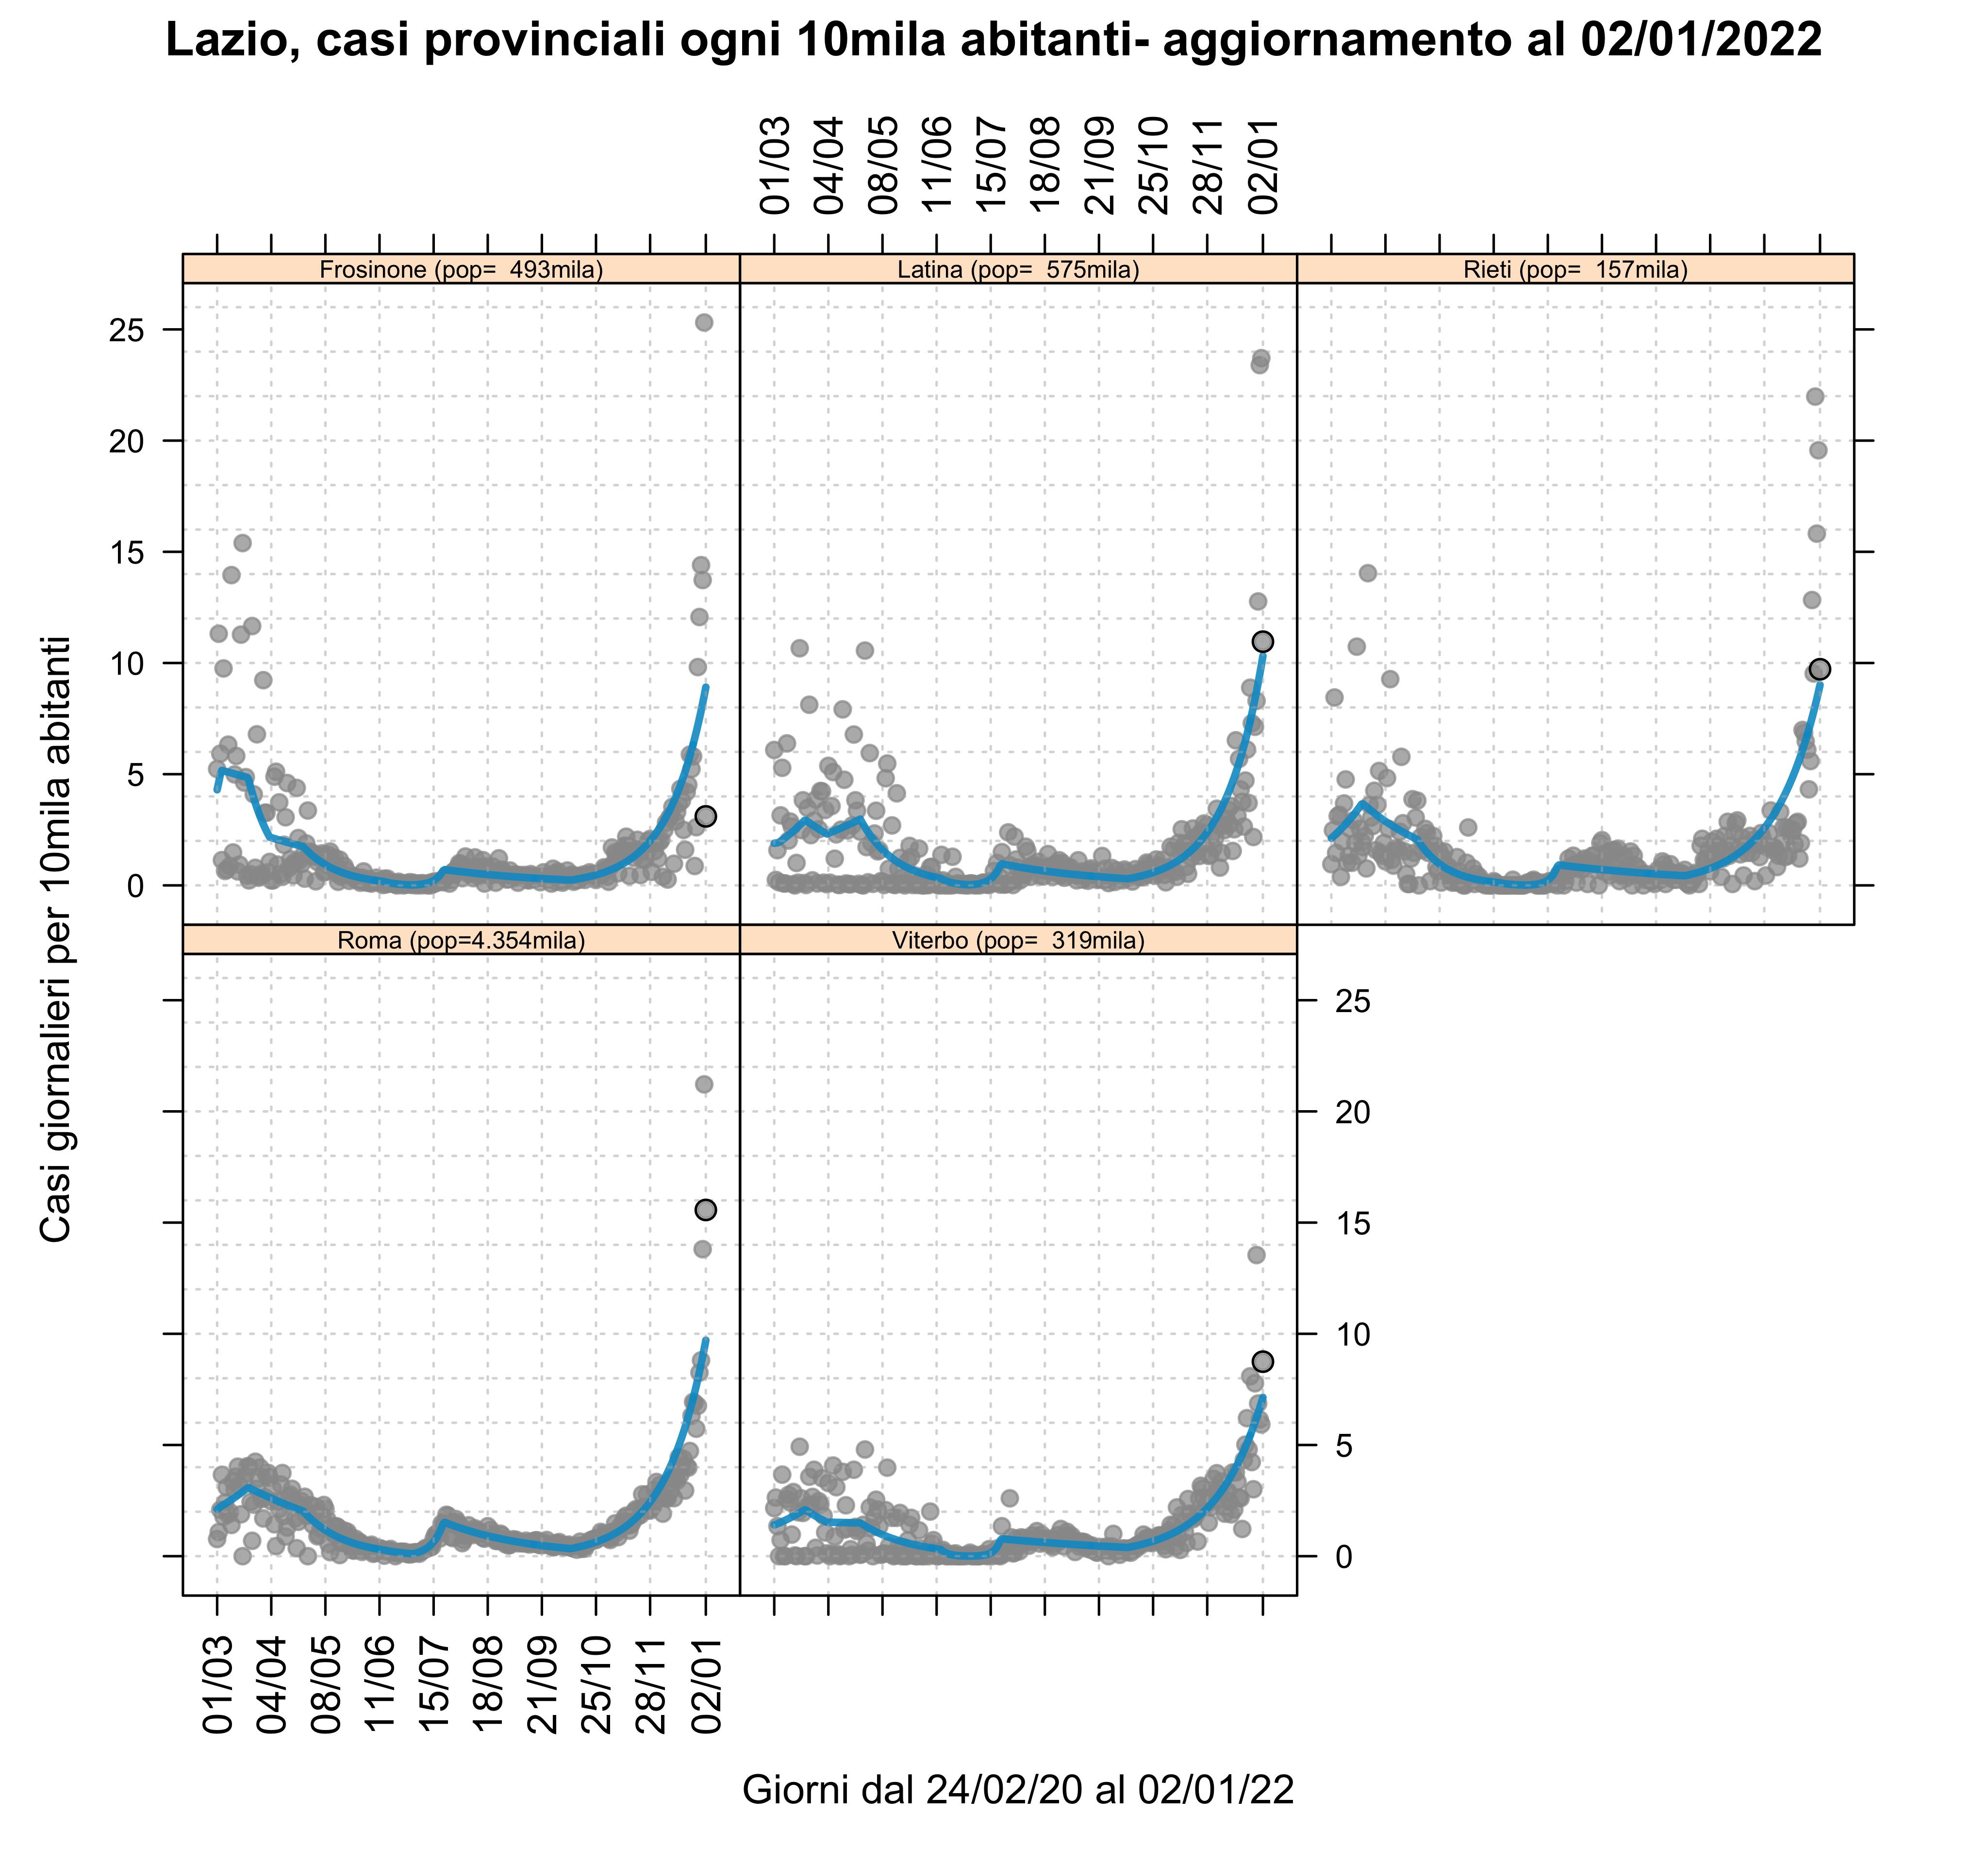 Lazio, casi provinciali ogni 10mila abitanti- aggiornamento al 02/01/2022
01/03 04/04 08/05 11/06 15/07 18/08 21/09 25/10 28/11 02/01
Frosinone (pop=  493mila)
Latina (pop=  575mila)
Rieti (pop=  157mila)
25
20
15
10
5
0
Casi giornalieri per 10mila abitanti
Roma (pop=4.354mila)
Viterbo (pop=  319mila)
25
20
15
10
5
0
01/03 04/04 08/05 11/06 15/07 18/08 21/09 25/10 28/11 02/01
Giorni dal 24/02/20 al 02/01/22